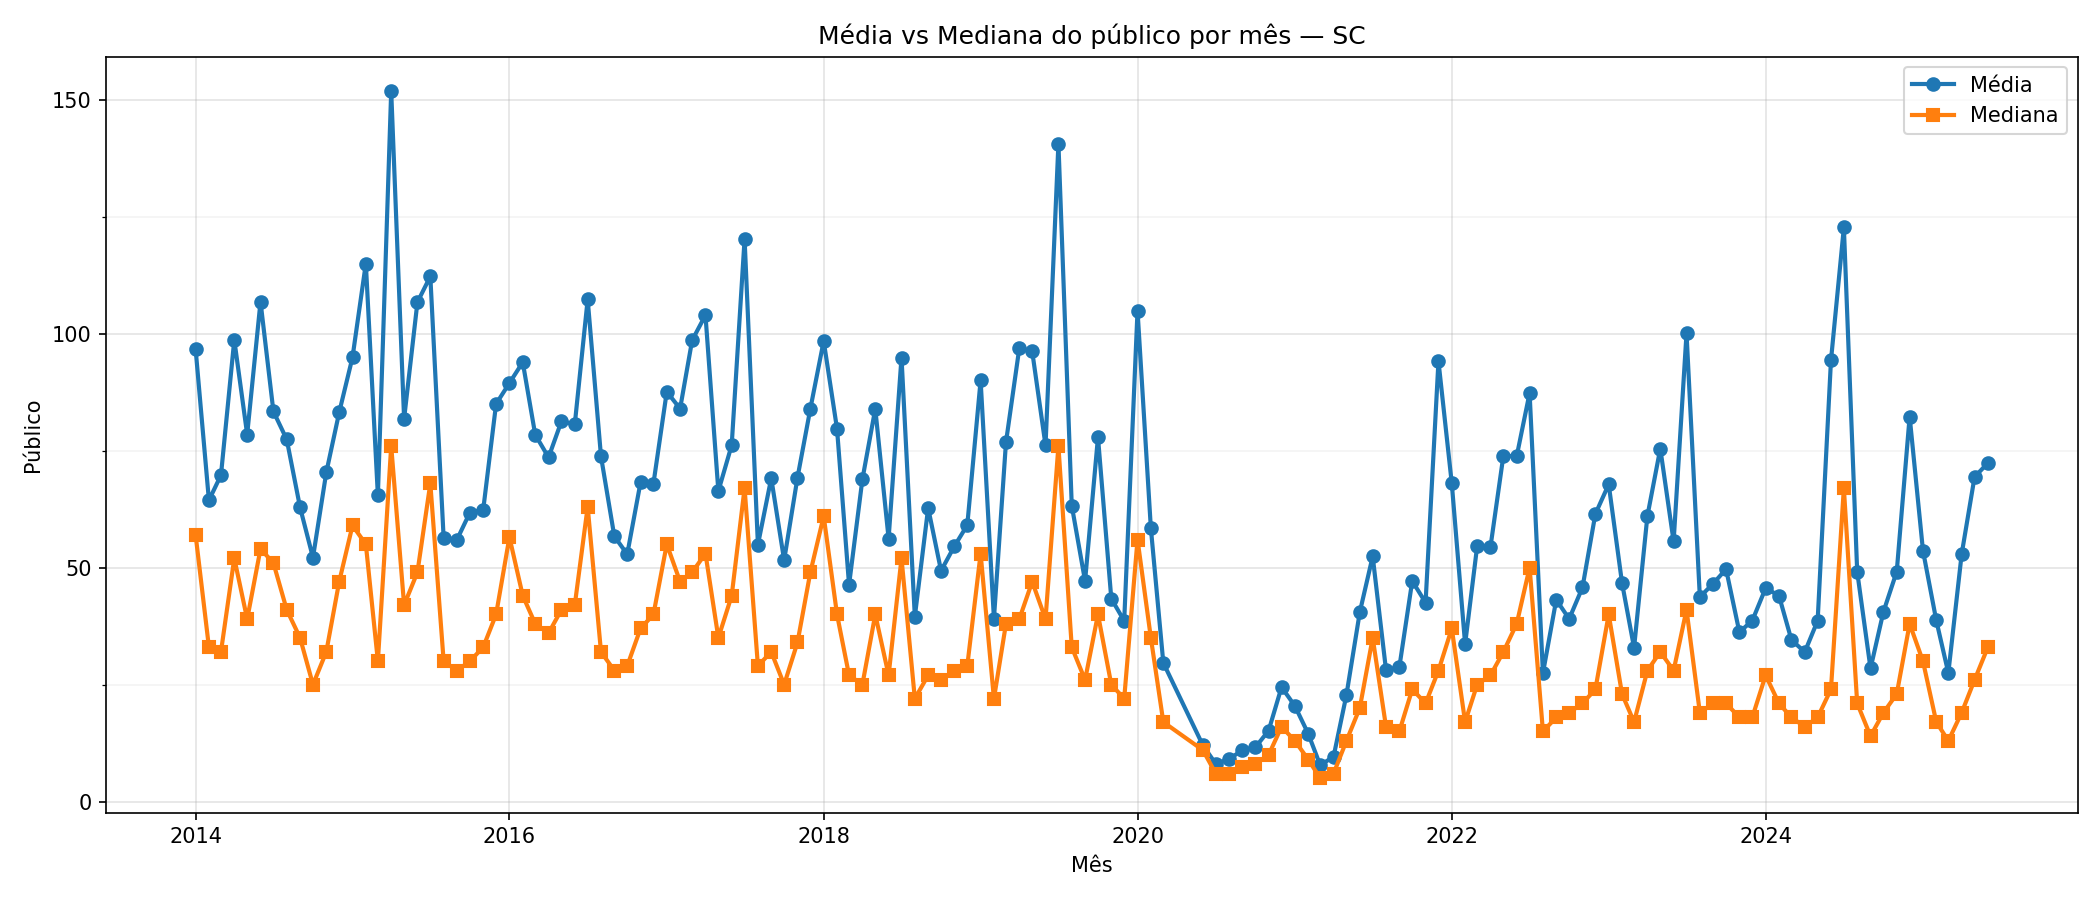 Média vs Mediana do público por mês — SC
Média
Mediana
Público
150
100
50
0
2014
2016
2018
2020
2022
2024
Mês